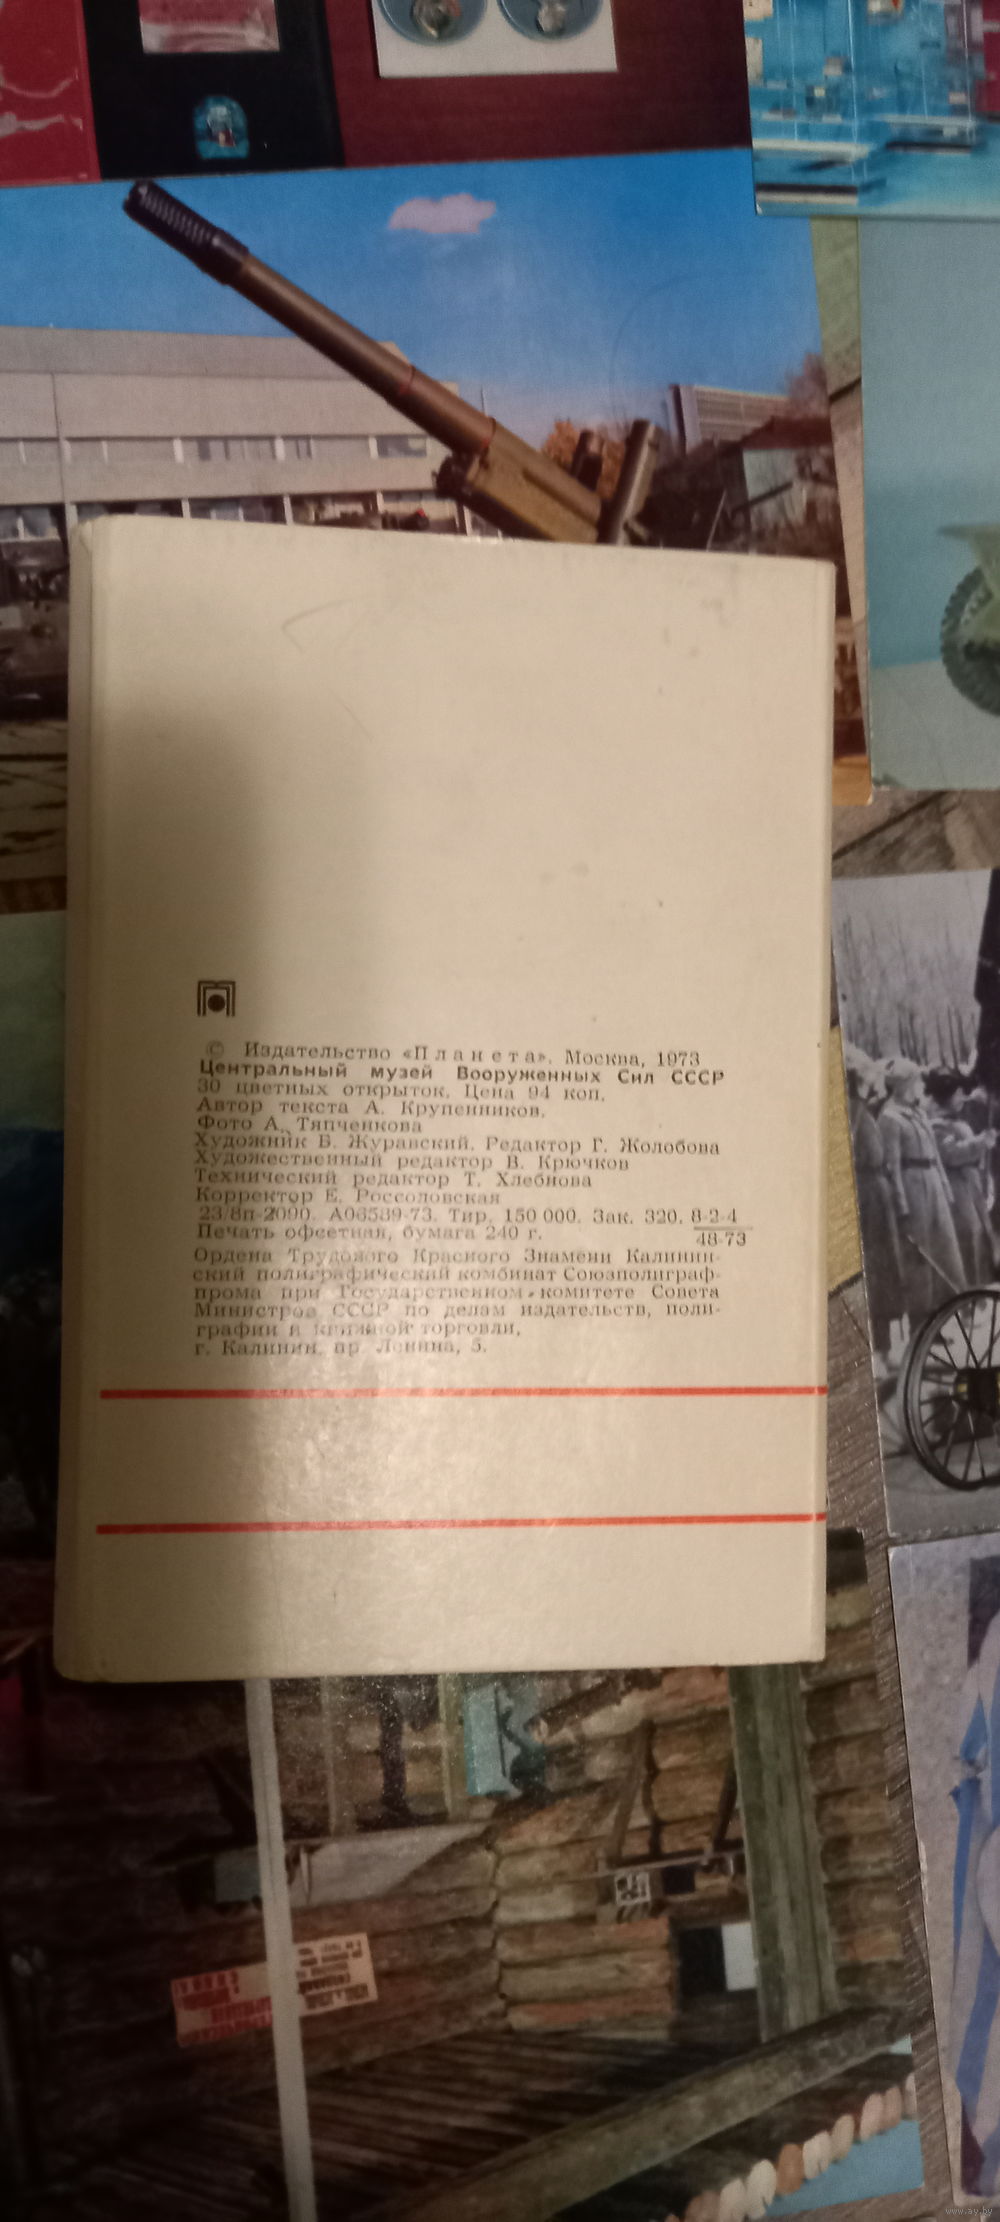 © Издательство «Планета». Москва, 1973
Центральный музей Вооруженных Сил СССР
30 цветных открыток. Цена 94 коп.
Автор текста А. Крупенников.
Фото А. Тяпченкова
Художник В. Журавский. Редактор Г. Жолобова
Художественный редактор В. Крючков
Технический редактор Т. Хлебнова
Корректор Е. Россоловская
23/8п-2090. А06589-73. Тир. 150 000. Зак. 320. 8-2-4
Печать офсетная, бумага 240 г. 48-73
Ордена Трудового Красного Знамени Калинин-
ский полиграфический комбинат Союзполиграф-
прома при Государственном комитете Совета
Министров СССР по делам издательств, поли-
графии и книжной торговли,
г. Калинин, пр. Ленина, 5.
www.ay.by